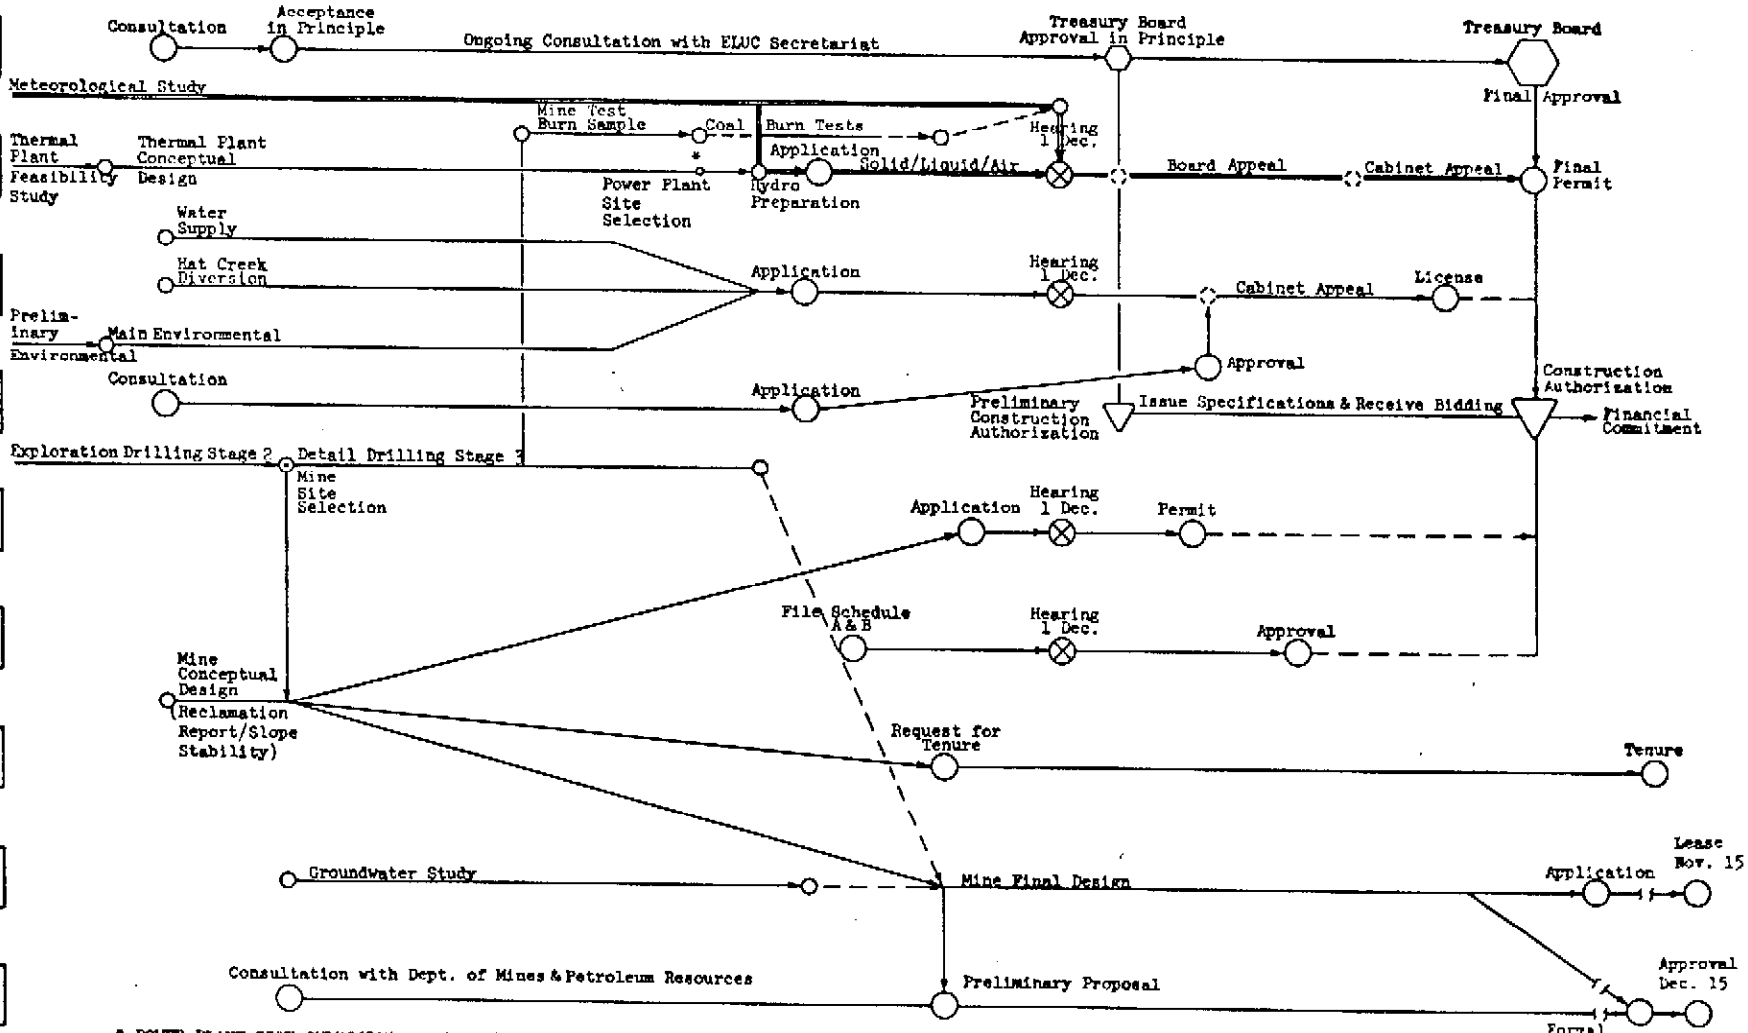 Consultation
Acceptance
in Principle
Ongoing Consultation with ELUC Secretariat
Treasury Board
Approval in Principle
Treasury Board
Final Approval
Meteorological Study
Mine Test
Burn Sample
Coal Burn Tests
Hearing
1 Dec.
Thermal
Plant
Feasibility
Study
Thermal Plant
Conceptual
Design
*
Power Plant
Site
Selection
Application
Solid/Liquid/Air
Hydro
Preparation
Board Appeal
Cabinet Appeal
Final
Permit
Water
Supply
Hat Creek
Diversion
Application
Hearing
1 Dec.
Cabinet Appeal
License
Prelim-
inary
Environmental
Main Environmental
Approval
Consultation
Application
Preliminary
Construction
Authorization
Issue Specifications & Receive Bidding
Construction
Authorization
Financial
Commitment
Exploration Drilling Stage 2
Detail Drilling Stage 3
Mine
Site
Selection
Application
Hearing
1 Dec.
Permit
File Schedule
A & B
Hearing
1 Dec.
Approval
Mine
Conceptual
Design
(Reclamation
Report/Slope
Stability)
Request for
Tenure
Tenure
Groundwater Study
Mine Final Design
Application
Lease
Nov. 15
Consultation with Dept. of Mines & Petroleum Resources
Preliminary Proposal
Approval
Dec. 15
Formal